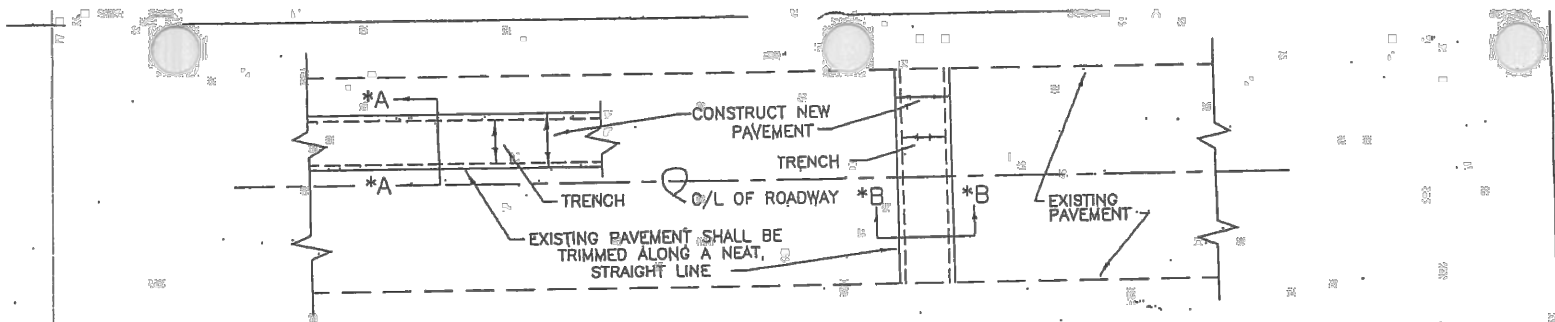 *A
CONSTRUCT NEW
PAVEMENT
TRENCH
*A
TRENCH
C/L OF ROADWAY
*B
*B
EXISTING
PAVEMENT
EXISTING PAVEMENT SHALL BE
TRIMMED ALONG A NEAT,
STRAIGHT LINE